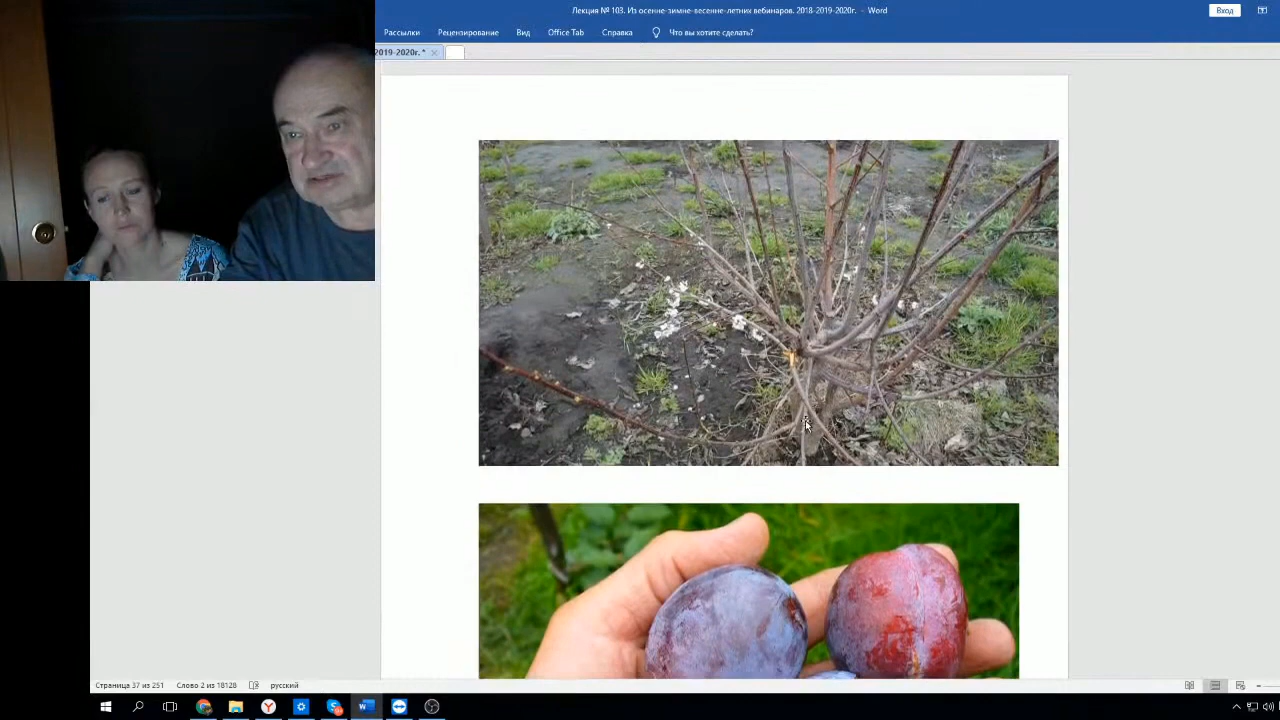 Лекция № 103. Из осенне-зимне-весенне-летних вебинаров. 2018-2019-2020г. - Word
Вход
Рассылки Рецензирование Вид Office Tab Справка Что вы хотите сделать?
2019-2020г. *
Страница 37 из 251 Слово 2 из 18128 русский